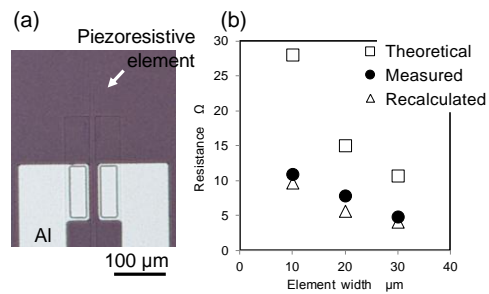 (a)
Piezoresistive
element
Al
100 µm
(b)
30
25
20
15
10
5
0
Resistance Ω
0 10 20 30 40
Element width µm
Theoretical
Measured
Recalculated